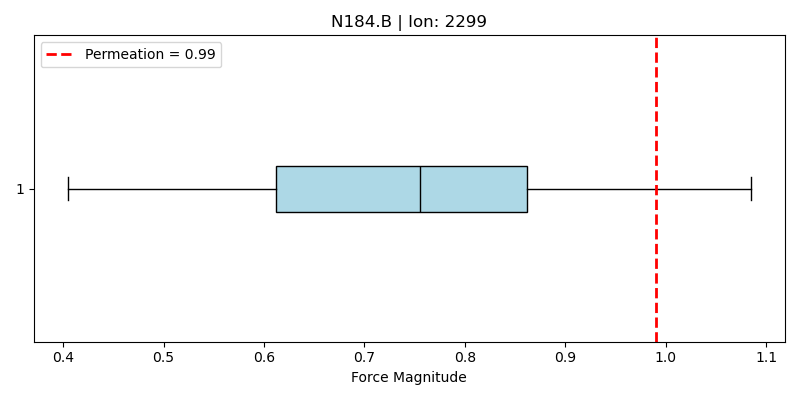 N184.B | Ion: 2299
Permeation = 0.99
1
0.4 0.5 0.6 0.7 0.8 0.9 1.0 1.1
Force Magnitude